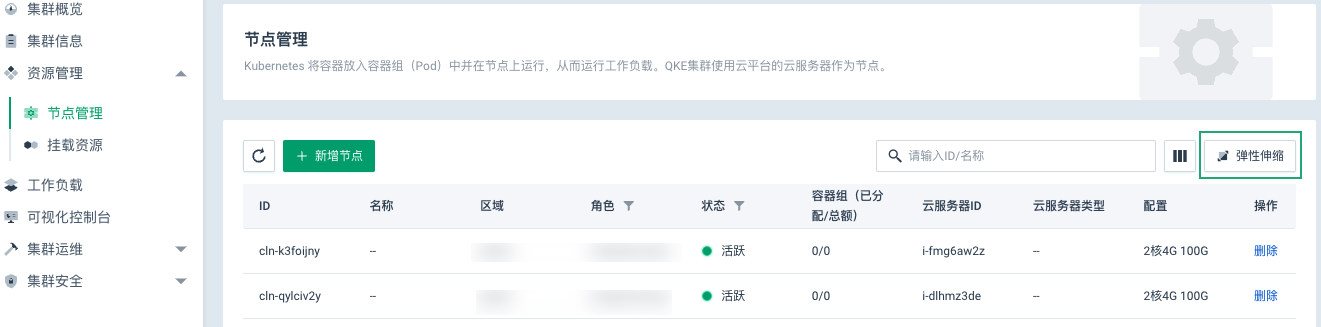 集群概览
集群信息
资源管理
节点管理
挂载资源
工作负载
可视化控制台
集群运维
集群安全
节点管理
Kubernetes 将容器放入容器组（Pod）中并在节点上运行，从而运行工作负载。QKE集群使用云平台的云服务器作为节点。
新增节点
请输入ID/名称
弹性伸缩
ID 名称 区域 角色 状态 容器组（已分配/总额） 云服务器ID 云服务器类型 配置 操作
cln-k3foijny -- 活跃 0/0 i-fmg6aw2z -- 2核4G 100G 删除
cln-qylciv2y -- 活跃 0/0 i-dlhmz3de -- 2核4G 100G 删除